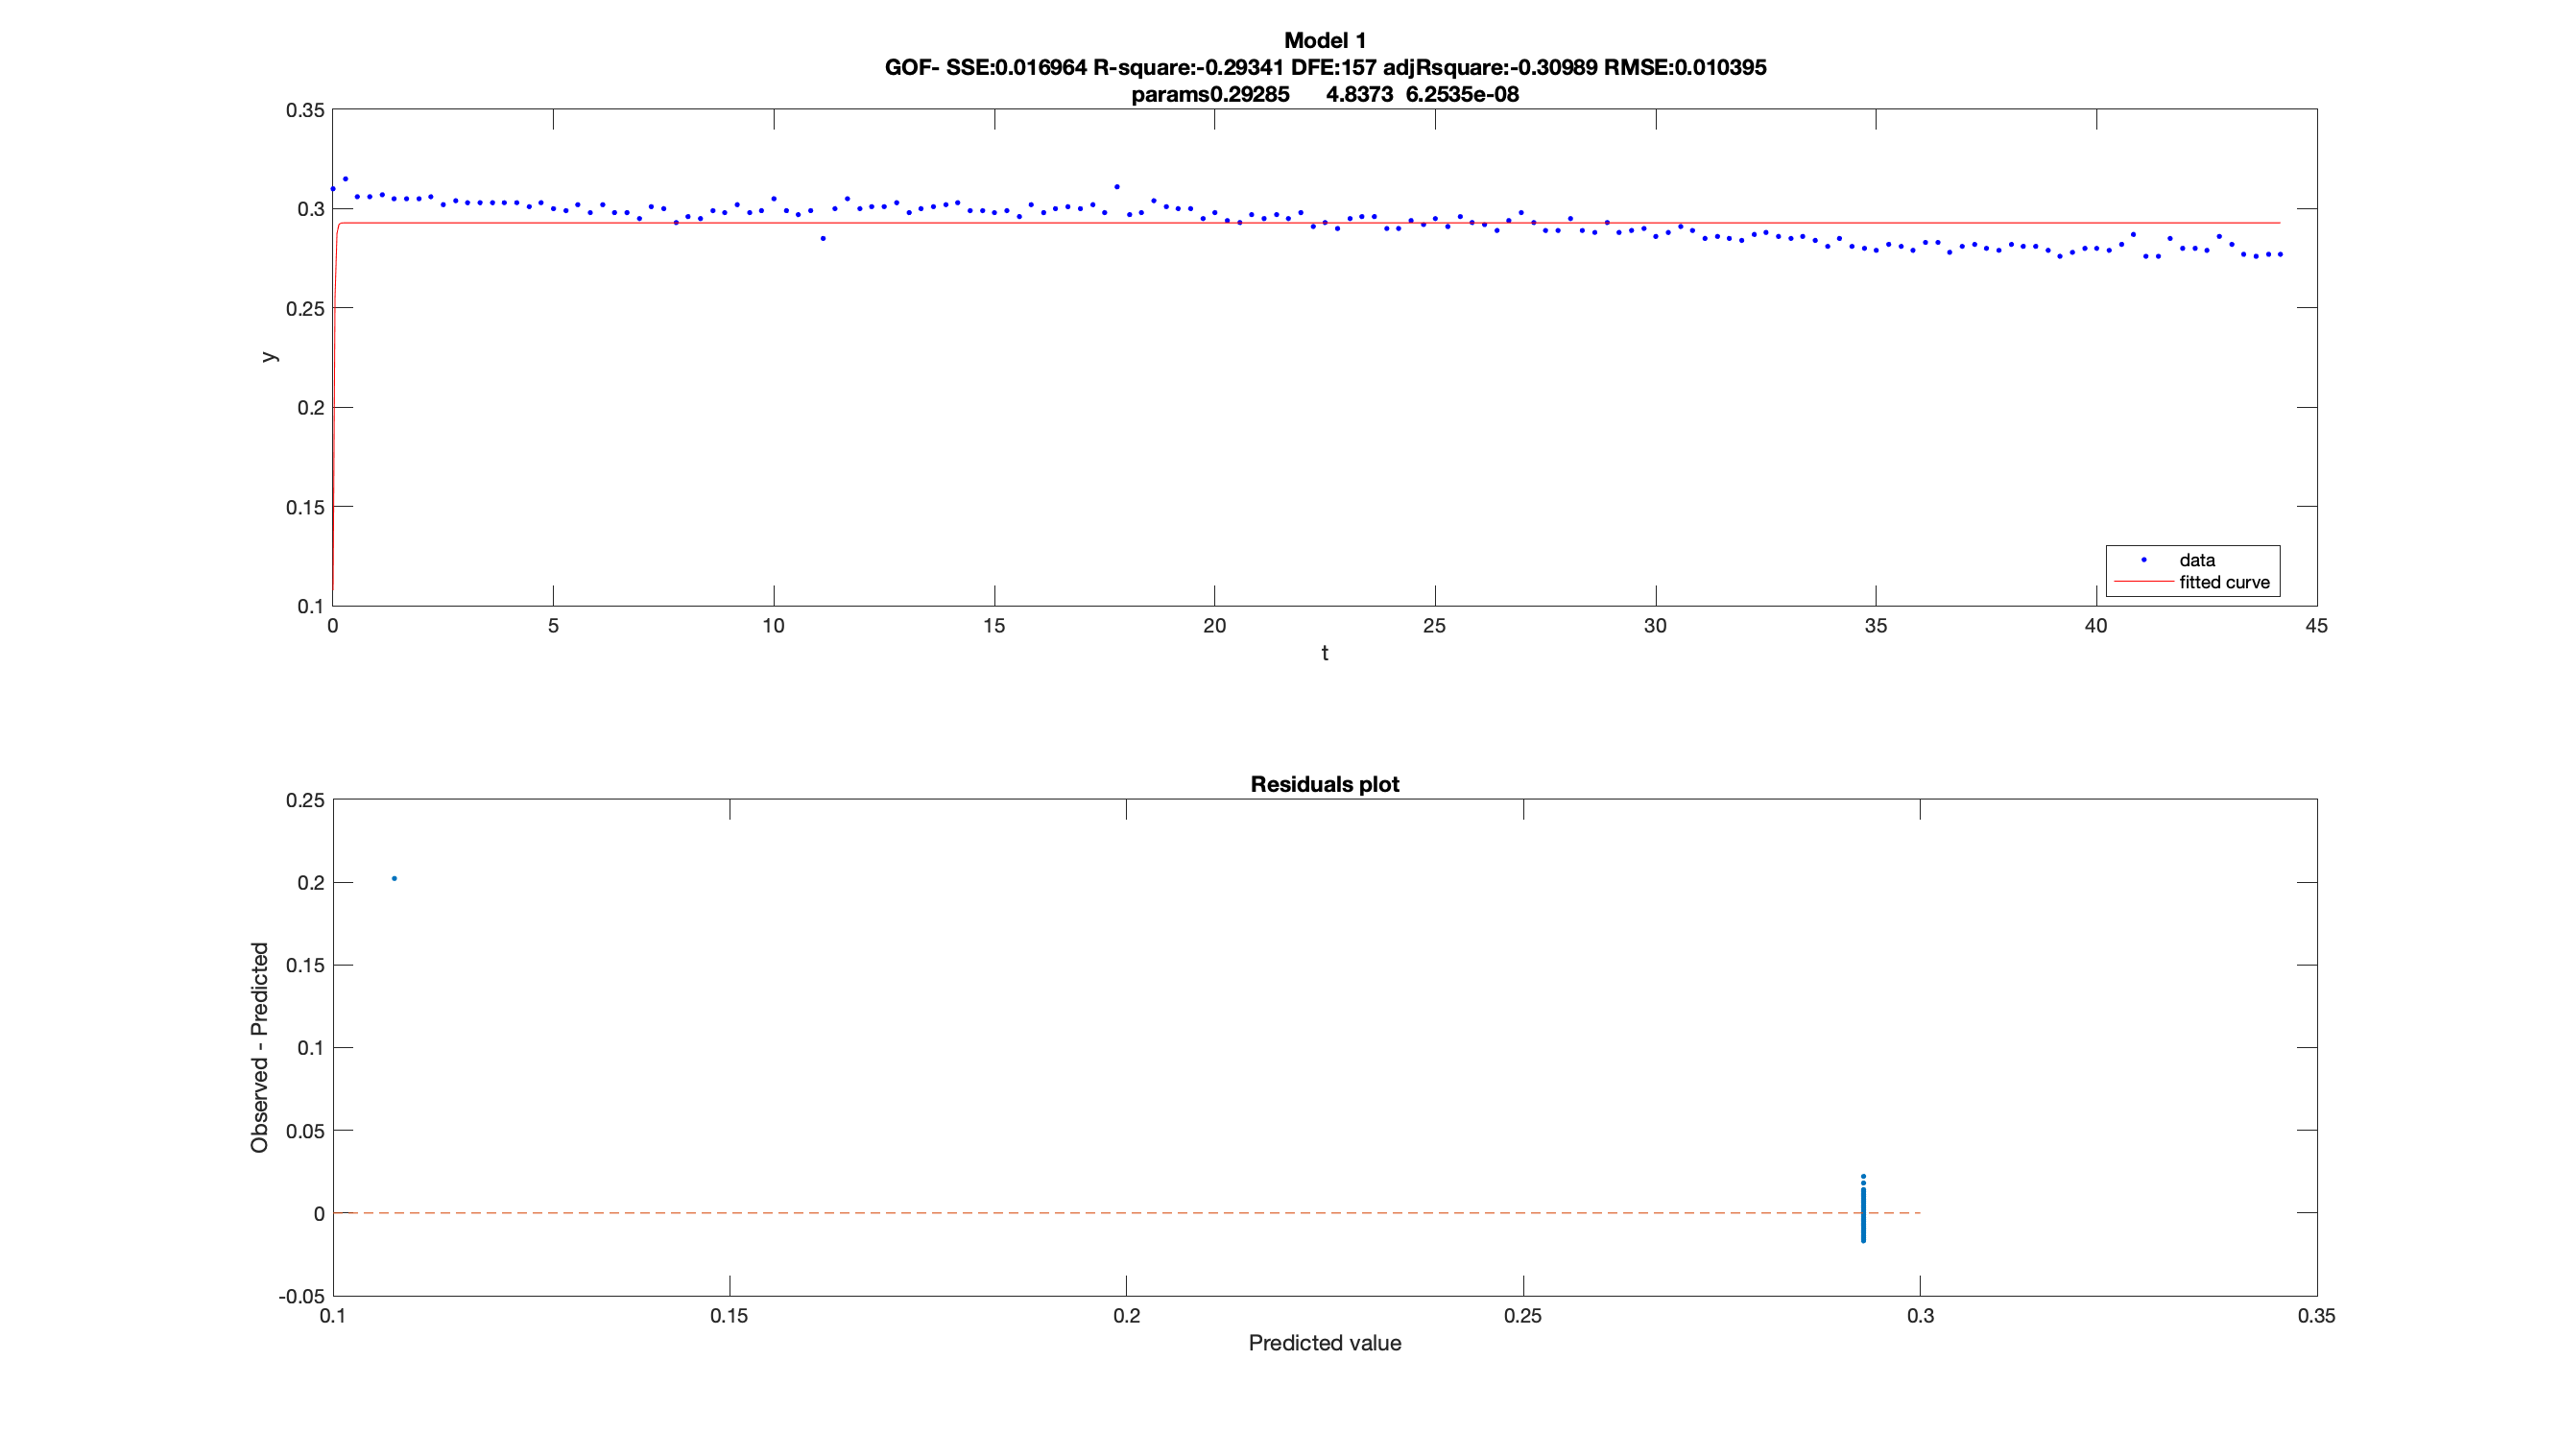 Model 1
GOF- SSE:0.016964 R-square:-0.29341 DFE:157 adjRsquare:-0.30989 RMSE:0.010395
params0.29285 4.8373 6.2535e-08
0.35
0.3
0.25
0.2
0.15
0.1
y
0 5 10 15 20 25 30 35 40 45
t
data
fitted curve
Residuals plot
0.25
0.2
0.15
0.1
0.05
0
-0.05
Observed - Predicted
0.1 0.15 0.2 0.25 0.3 0.35
Predicted value